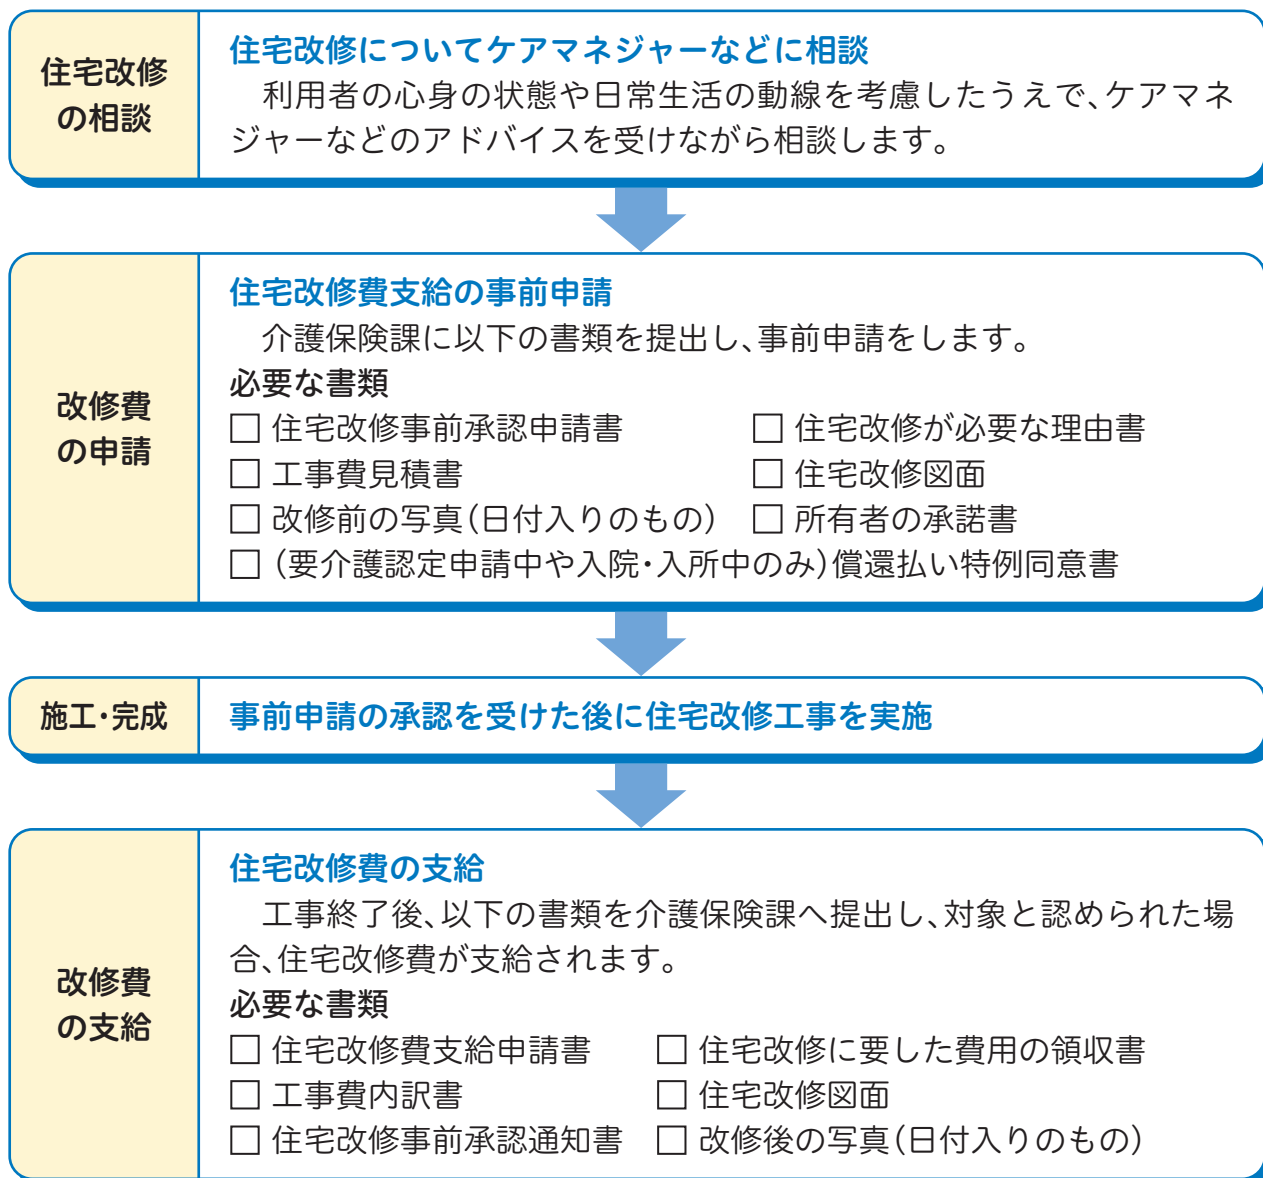 住宅改修
の相談
住宅改修についてケアマネジャーなどに相談
利用者の心身の状態や日常生活の動線を考慮したうえで、ケアマネ
ジャーなどのアドバイスを受けながら相談します。
改修費
の申請
住宅改修費支給の事前申請
介護保険課に以下の書類を提出し、事前申請をします。
必要な書類
□ 住宅改修事前承認申請書 □ 住宅改修が必要な理由書
□ 工事費見積書 □ 住宅改修図面
□ 改修前の写真(日付入りのもの) □ 所有者の承諾書
□ (要介護認定申請中や入院・入所中のみ)償還払い特例同意書
施工・完成
事前申請の承認を受けた後に住宅改修工事を実施
改修費
の支給
住宅改修費の支給
工事終了後、以下の書類を介護保険課へ提出し、対象と認められた場
合、住宅改修費が支給されます。
必要な書類
□ 住宅改修費支給申請書 □ 住宅改修に要した費用の領収書
□ 工事費内訳書 □ 住宅改修図面
□ 住宅改修事前承認通知書 □ 改修後の写真(日付入りのもの)